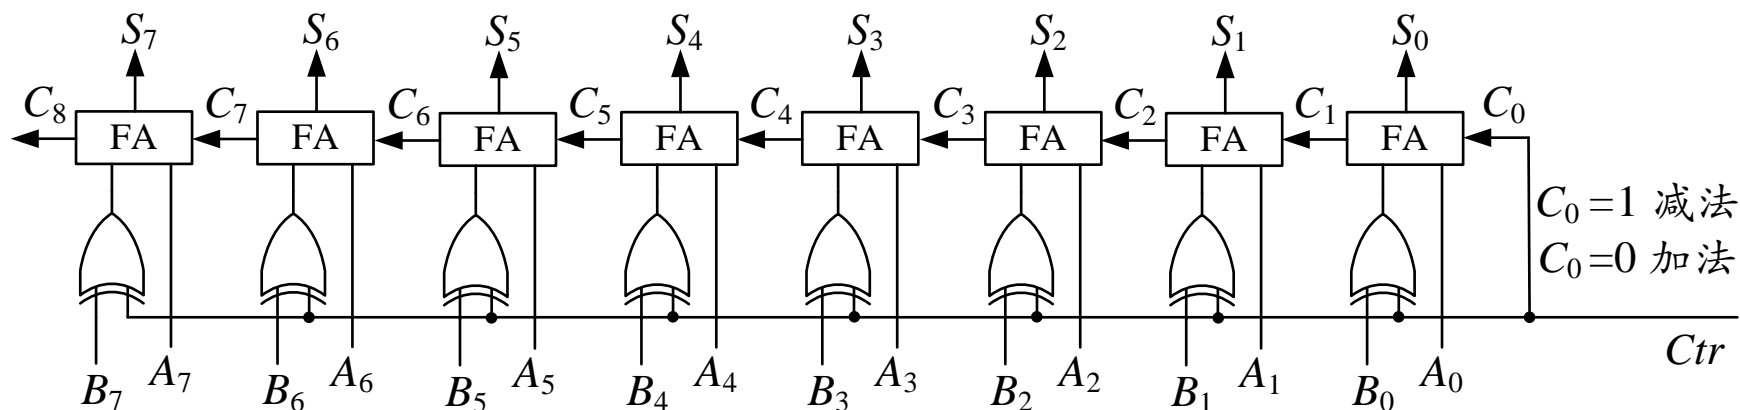 S₇ S₆ S₅ S₄ S₃ S₂ S₁ S₀
C₈ C₇ C₆ C₅ C₄ C₃ C₂ C₁ C₀
FA FA FA FA FA FA FA FA
C₀=1 减法
C₀=0 加法
Ctr
B₇ A₇ B₆ A₆ B₅ A₅ B₄ A₄ B₃ A₃ B₂ A₂ B₁ A₁ B₀ A₀